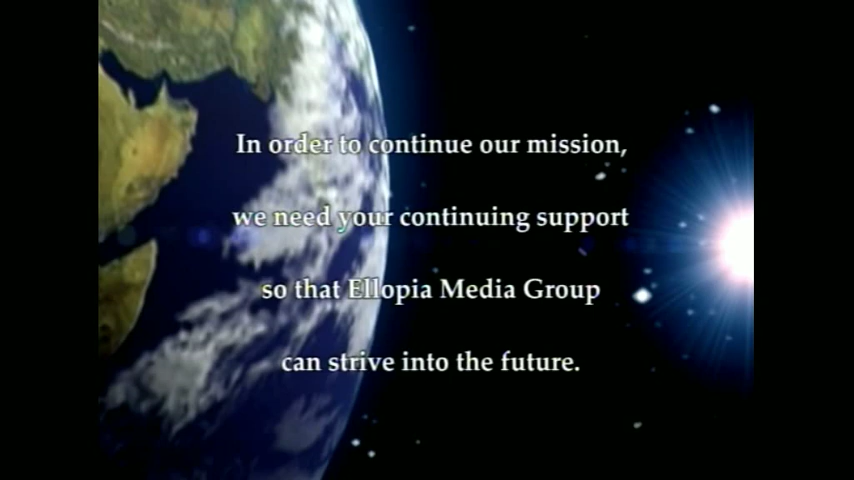 In order to continue our mission,
we need your continuing support
so that Ellopia Media Group
can strive into the future.